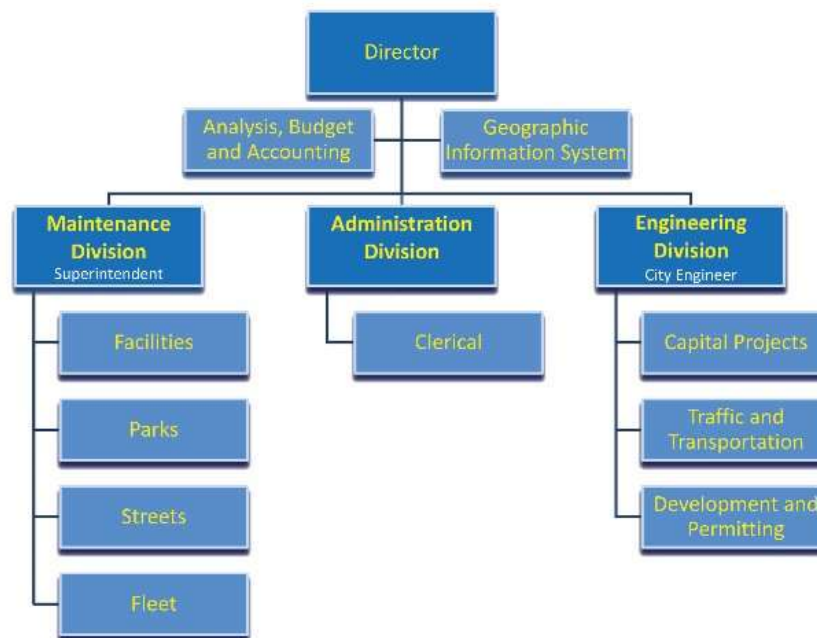 Director
Analysis, Budget
and Accounting
Geographic
Information System
Maintenance
Division
Superintendent
Administration
Division
Engineering
Division
City Engineer
Facilities
Parks
Streets
Fleet
Clerical
Capital Projects
Traffic and
Transportation
Development and
Permitting